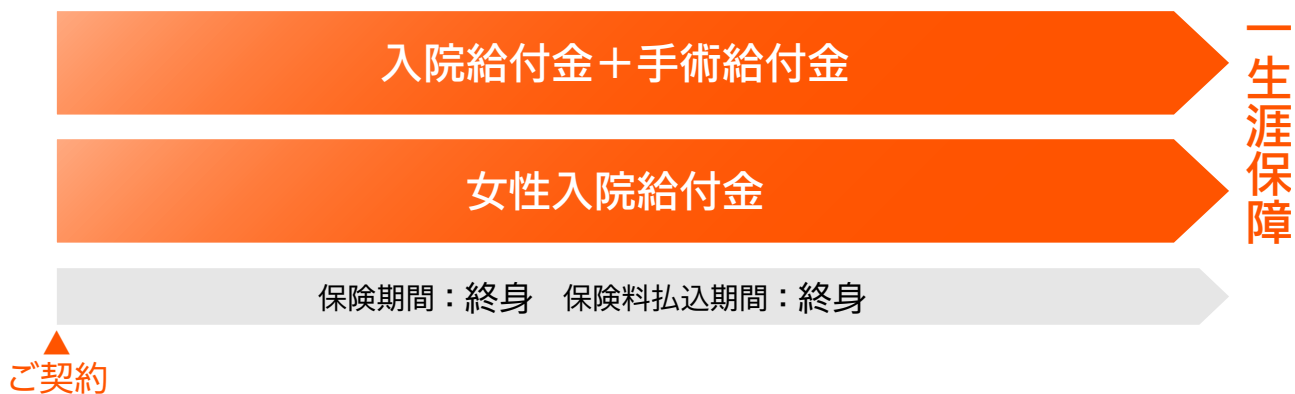 入院給付金＋手術給付金
女性入院給付金
一生涯保障
保険期間：終身　保険料払込期間：終身
ご契約